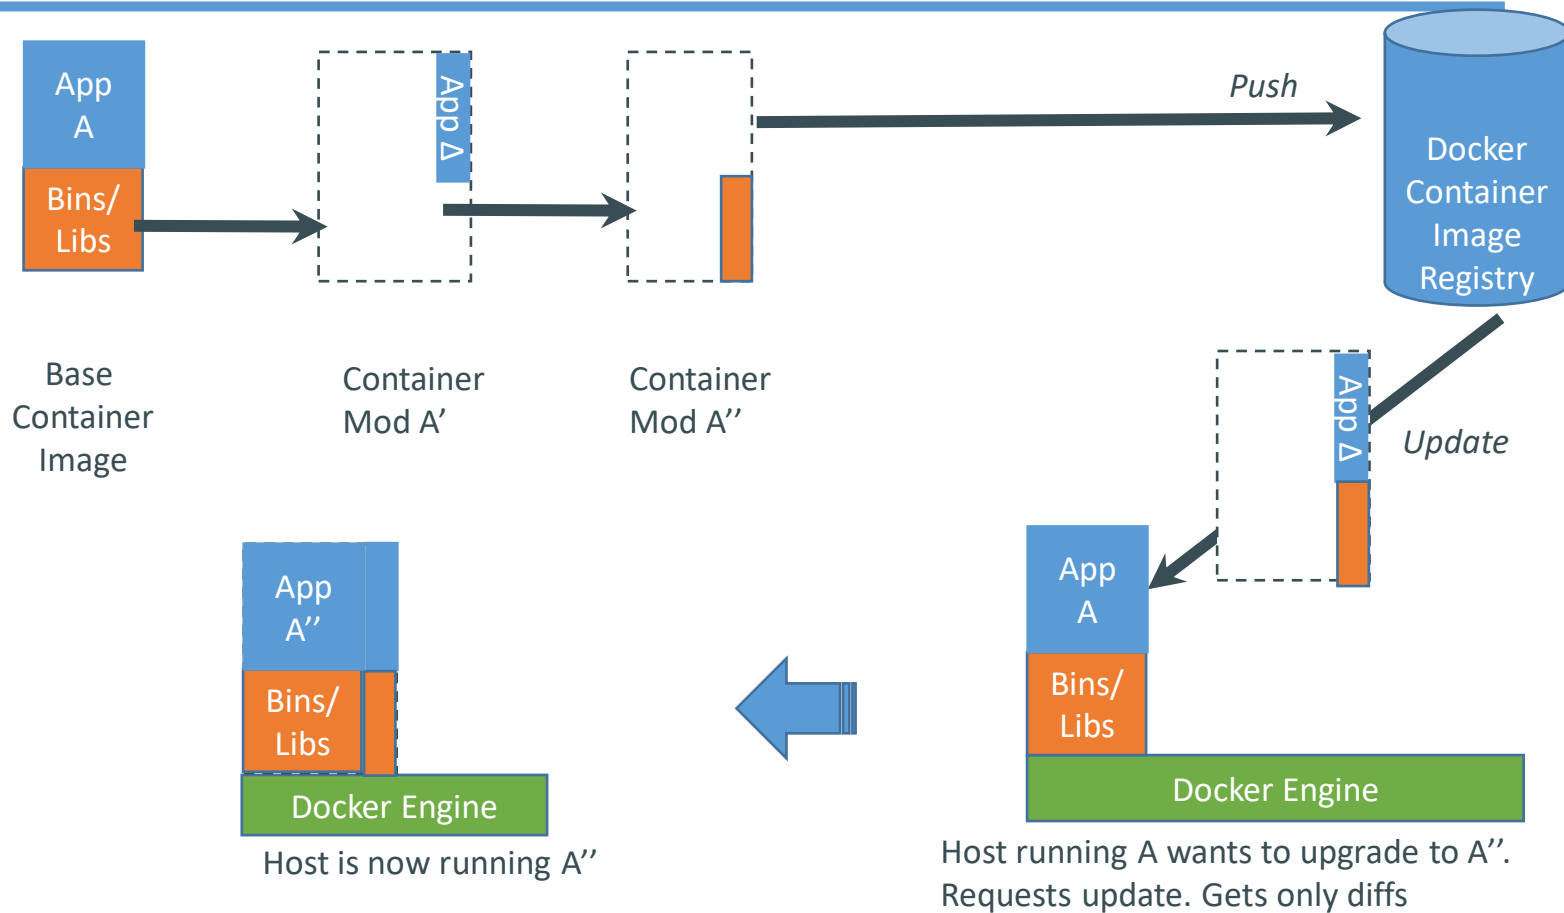 App
A
Bins/
Libs
App Δ
Push
Docker
Container
Image
Registry
Base
Container
Image
Container
Mod A’
Container
Mod A’’
App Δ
Update
App
A’’
Bins/
Libs
Docker Engine
Host is now running A’’
App
A
Bins/
Libs
Docker Engine
Host running A wants to upgrade to A’’.
Requests update. Gets only diffs